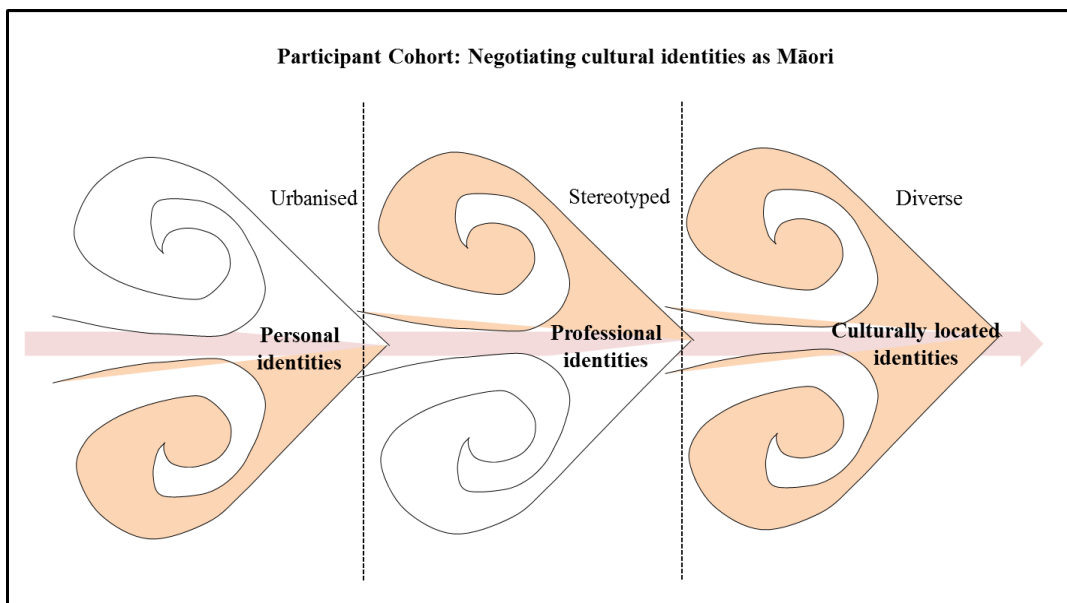 Participant Cohort: Negotiating cultural identities as Māori
Urbanised
Stereotyped
Diverse
Personal
identities
Professional
identities
Culturally located
identities